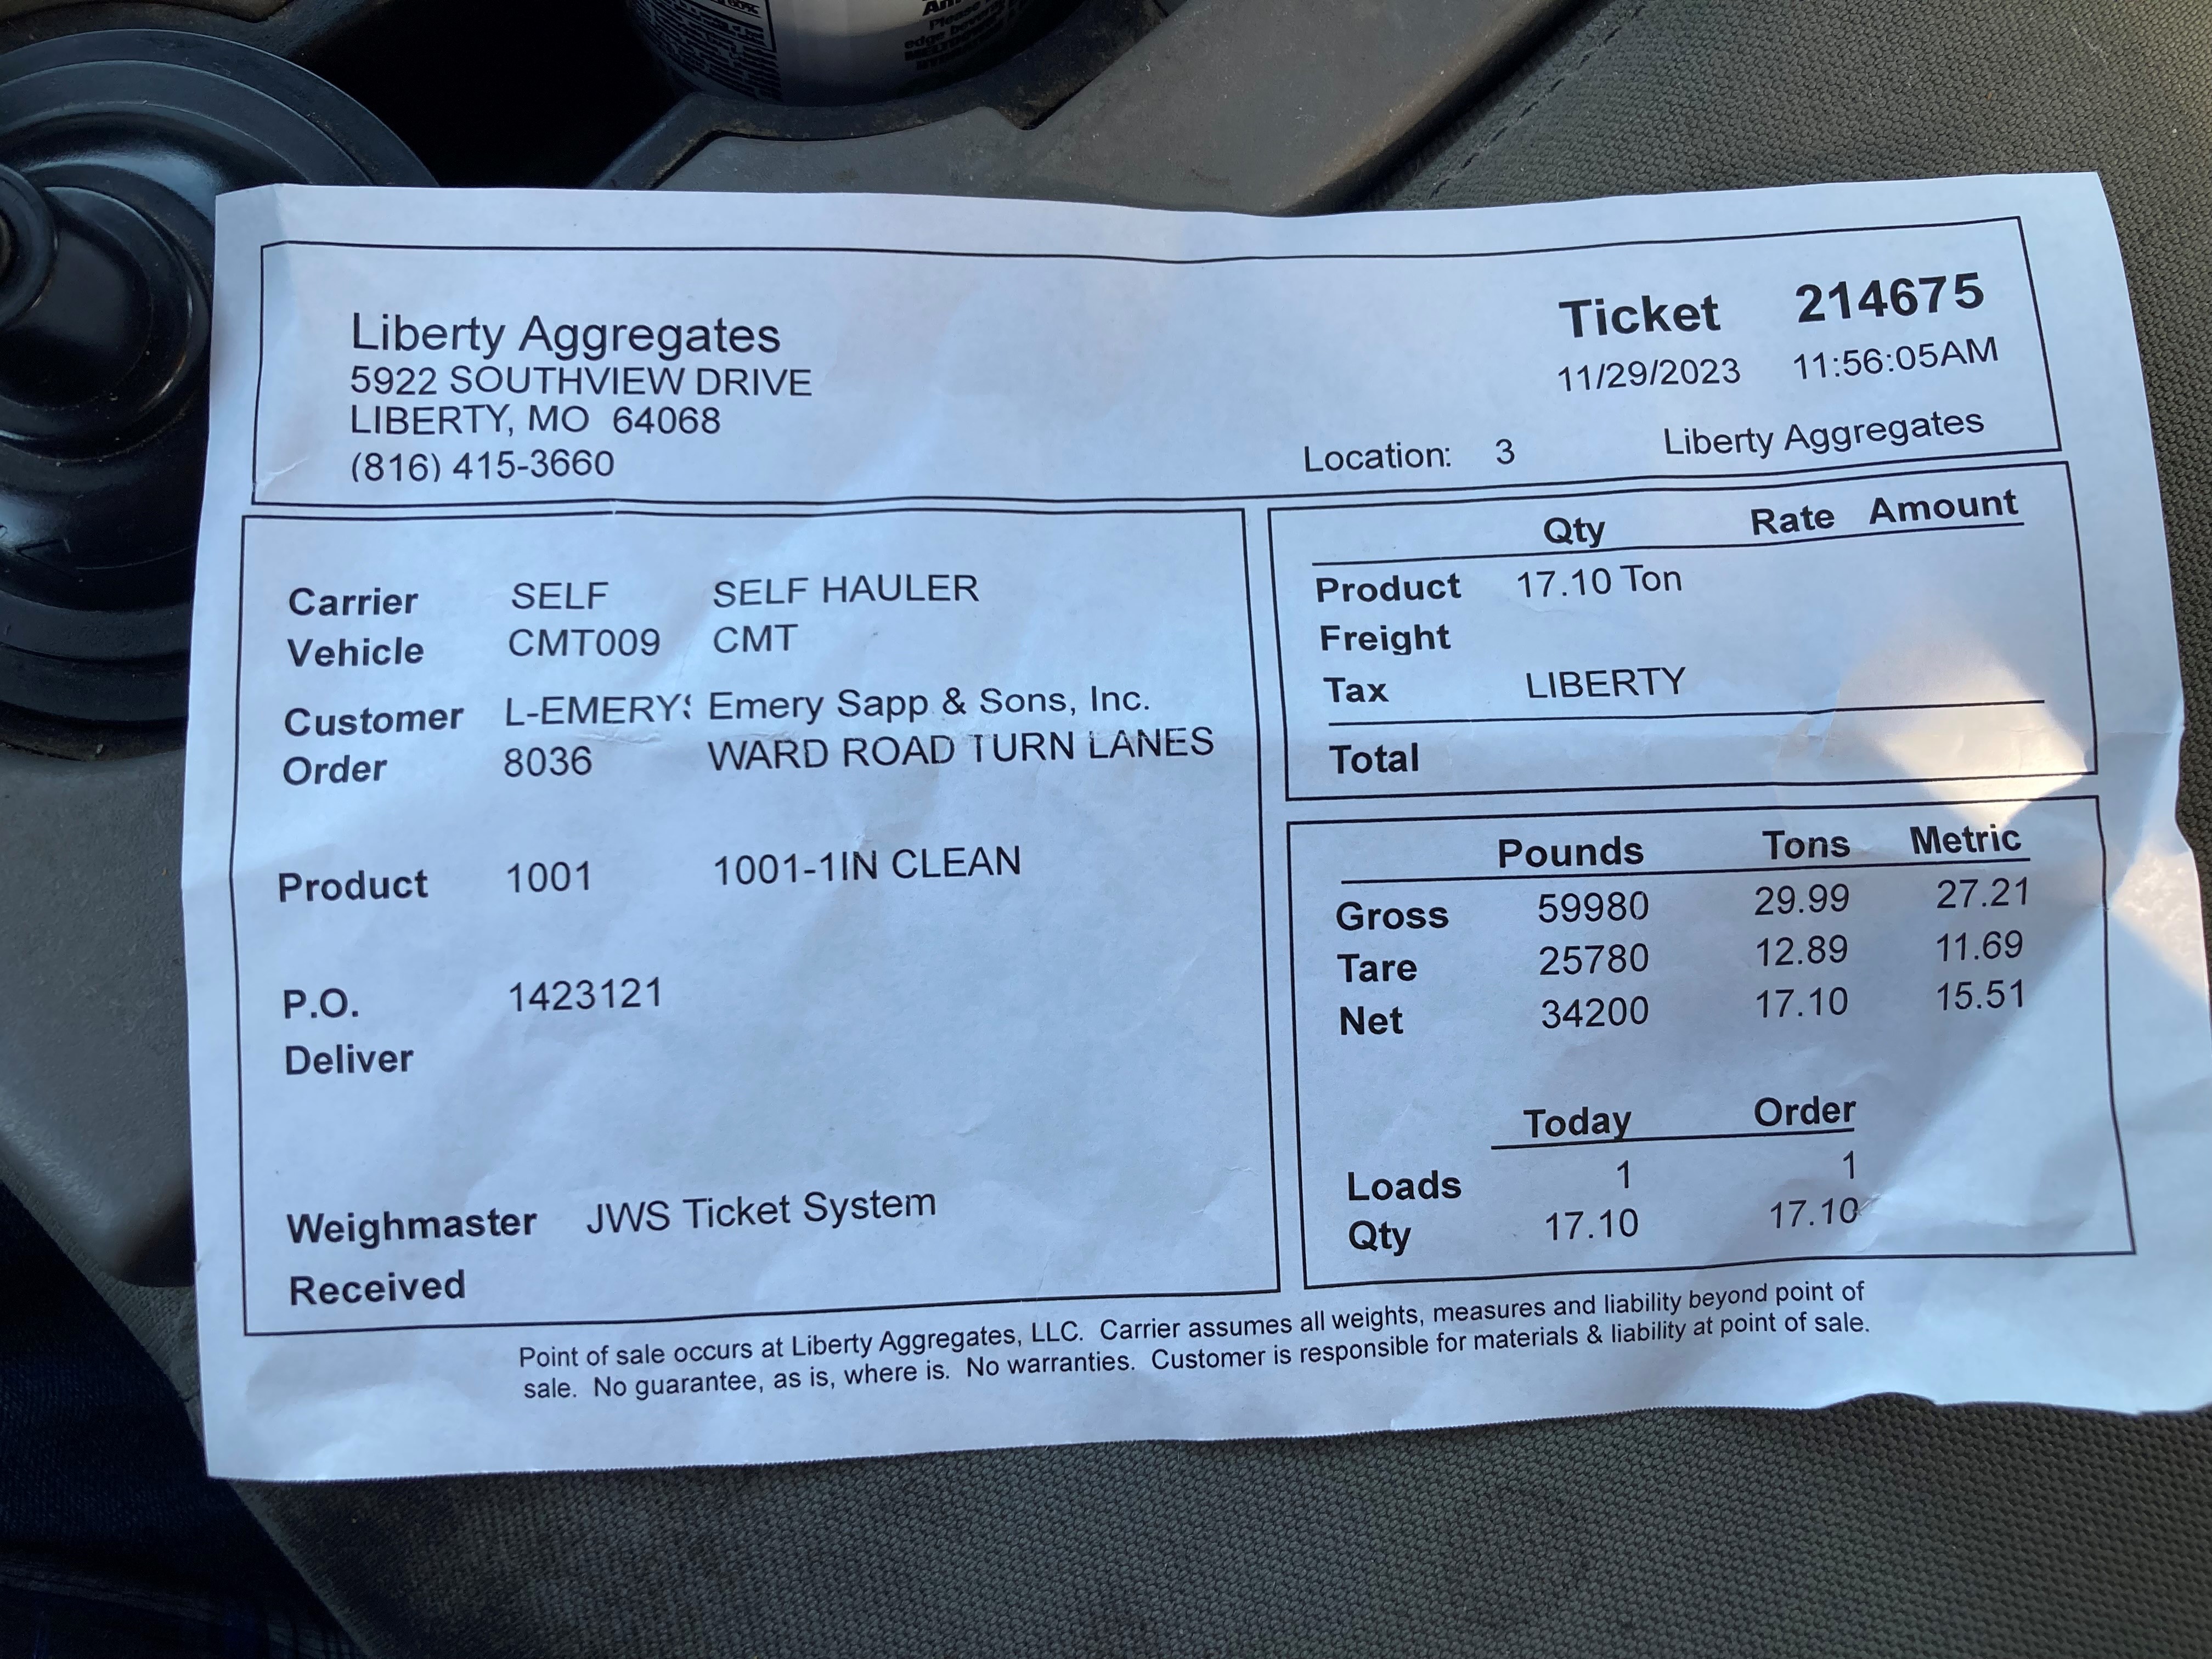 Liberty Aggregates
5922 SOUTHVIEW DRIVE
LIBERTY, MO 64068
(816) 415-3660
Ticket 214675
11/29/2023 11:56:05AM
Location: 3 Liberty Aggregates
Carrier SELF SELF HAULER
Vehicle CMT009 CMT
Customer L-EMERY Emery Sapp & Sons, Inc.
Order 8036 WARD ROAD TURN LANES
Product 1001 1001-1IN CLEAN
P.O. 1423121
Deliver
Weighmaster JWS Ticket System
Received
Qty Rate Amount
Product 17.10 Ton
Freight
Tax LIBERTY
Total
Pounds Tons Metric
Gross 59980 29.99 27.21
Tare 25780 12.89 11.69
Net 34200 17.10 15.51
Today Order
Loads 1 1
Qty 17.10 17.10
Point of sale occurs at Liberty Aggregates, LLC. Carrier assumes all weights, measures and liability beyond point of
sale. No guarantee, as is, where is. No warranties. Customer is responsible for materials & liability at point of sale.